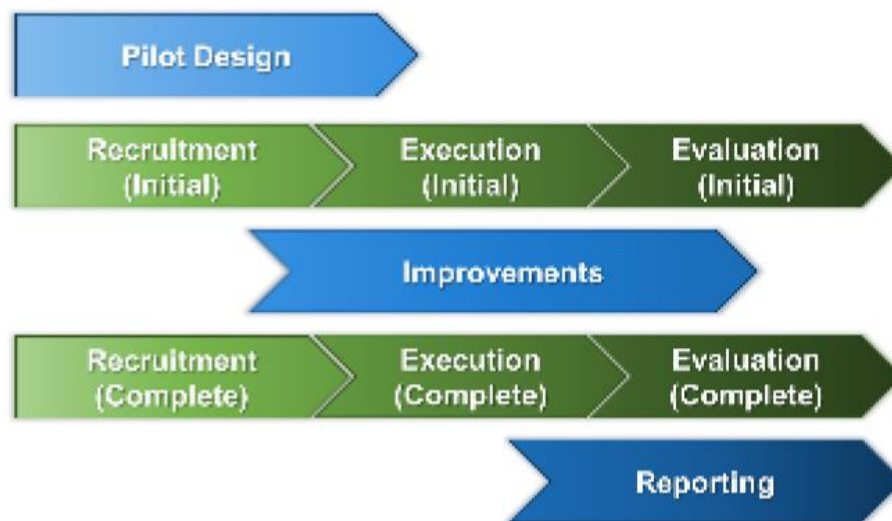 Pilot Design
Recruitment
(Initial)
Execution
(Initial)
Evaluation
(Initial)
Improvements
Recruitment
(Complete)
Execution
(Complete)
Evaluation
(Complete)
Reporting